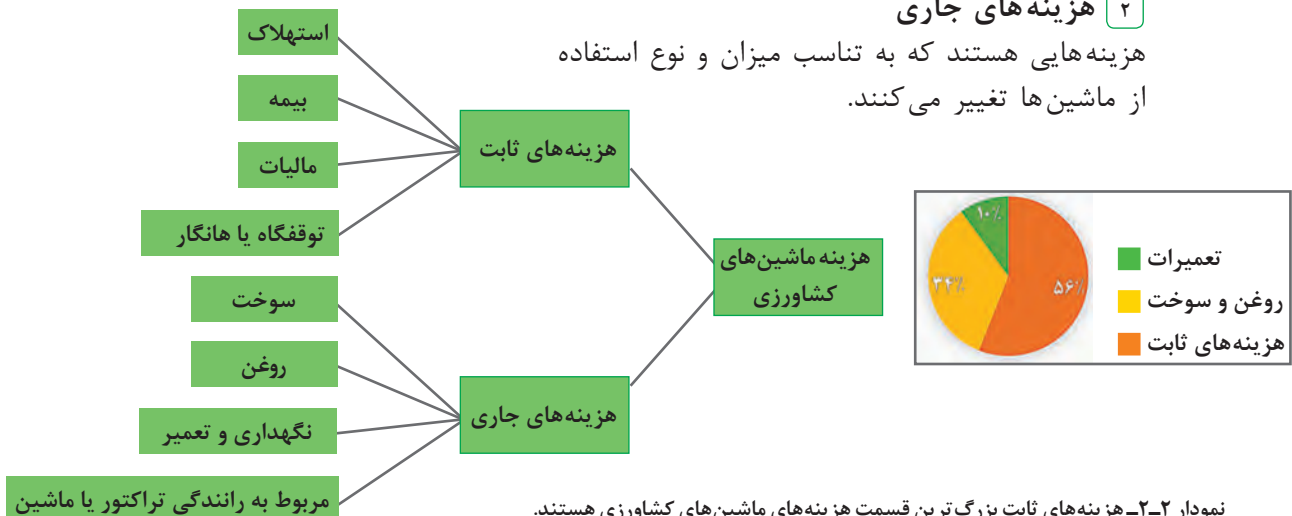 ۲ هزینه‌های جاری
هزینه‌هایی هستند که به تناسب میزان و نوع استفاده
از ماشین‌ها تغییر می‌کنند.
هزینه ماشین‌های
کشاورزی
هزینه‌های ثابت
استهلاک
بیمه
مالیات
توقفگاه یا هانگار
هزینه‌های جاری
سوخت
روغن
نگهداری و تعمیر
مربوط به رانندگی تراکتور یا ماشین
۱۰٪
۳۴٪
۵۶٪
تعمیرات
روغن و سوخت
هزینه‌های ثابت
نمودار ۲ــ۲ــ هزینه‌های ثابت بزرگ‌ترین قسمت هزینه‌های ماشین‌های کشاورزی هستند.